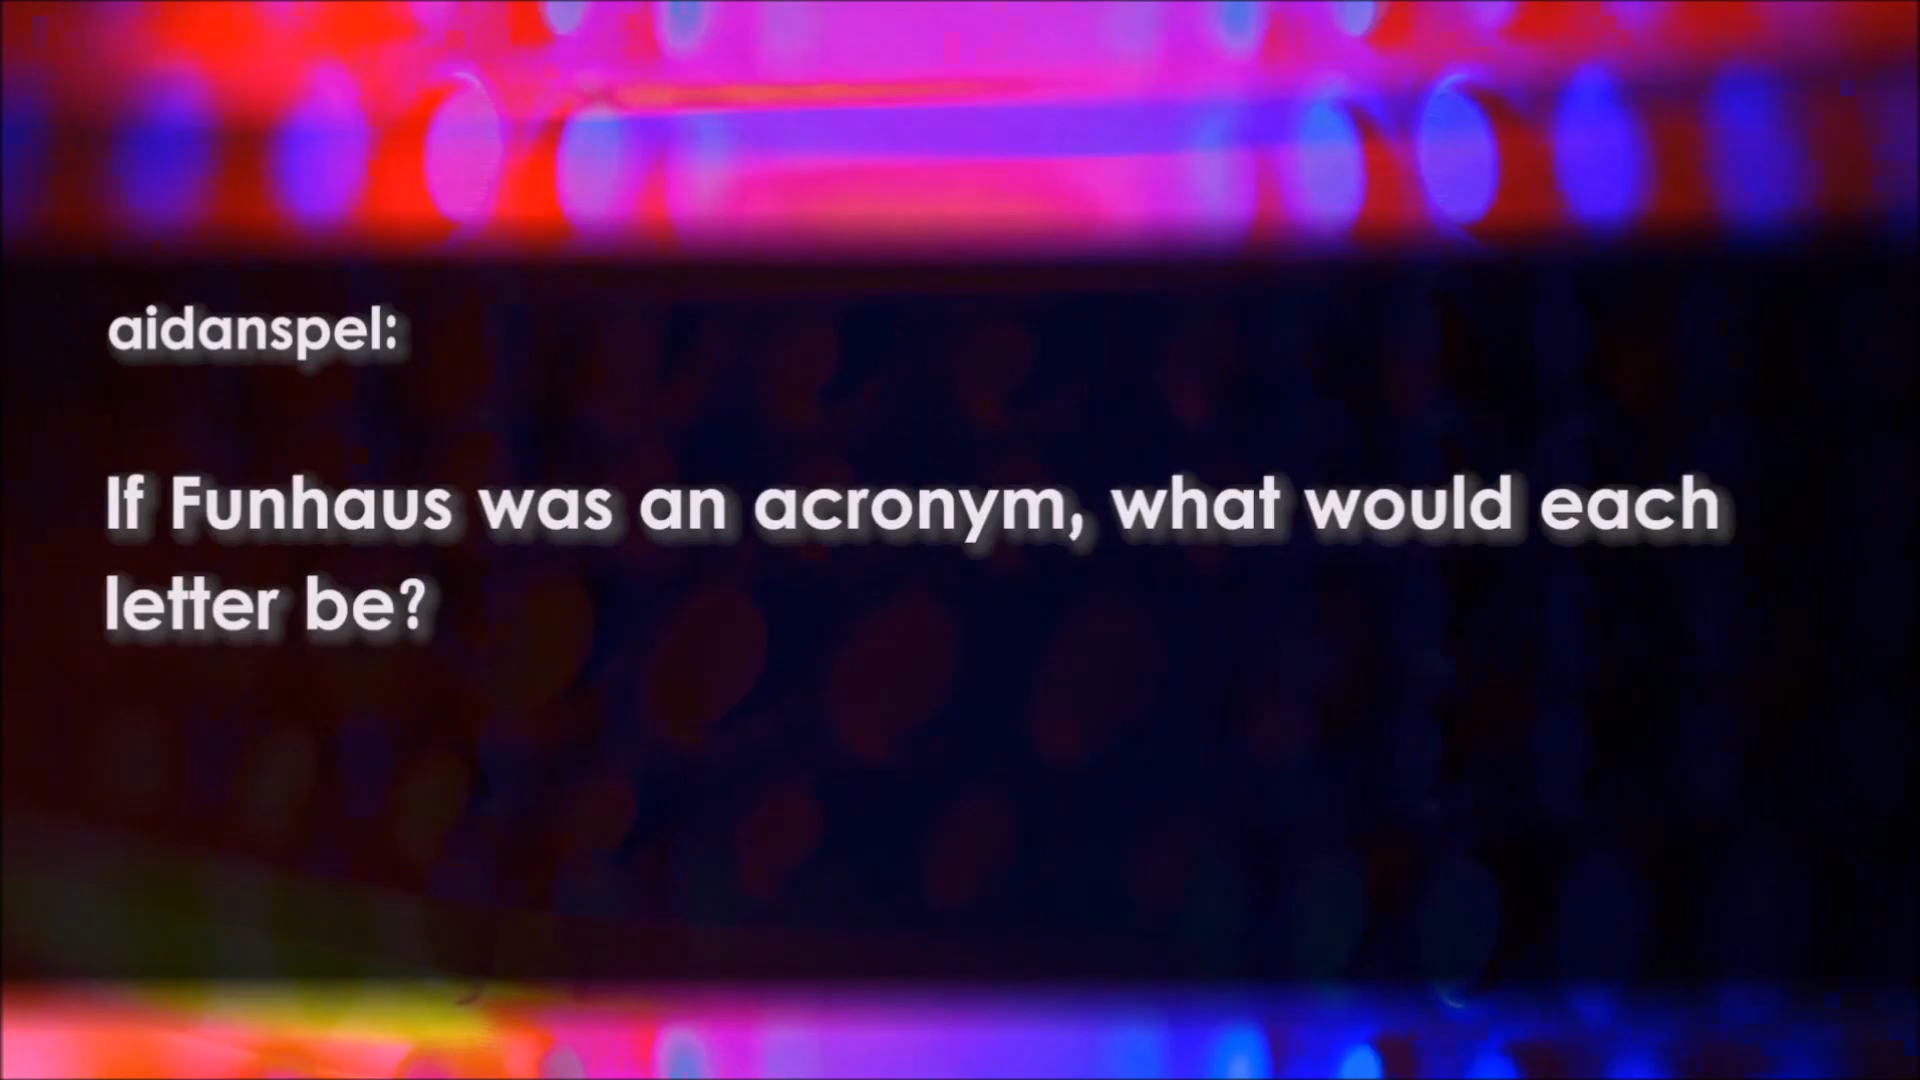 aidanspel:
If Funhaus was an acronym, what would each
letter be?